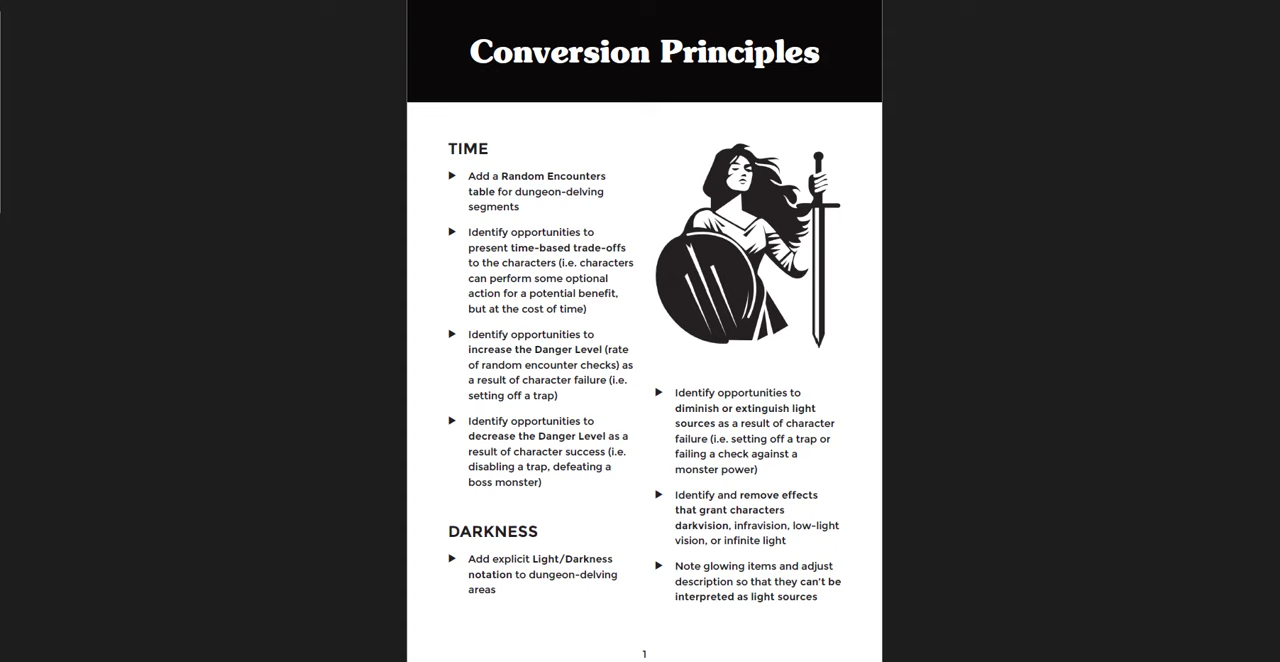 Conversion Principles
TIME
Add a Random Encounters
table for dungeon-delving
segments
Identify opportunities to
present time-based trade-offs
to the characters (i.e. characters
can perform some optional
action for a potential benefit,
but at the cost of time)
Identify opportunities to
increase the Danger Level (rate
of random encounter checks) as
a result of character failure (i.e.
setting off a trap)
Identify opportunities to
decrease the Danger Level as a
result of character success (i.e.
disabling a trap, defeating a
boss monster)
DARKNESS
Add explicit Light/Darkness
notation to dungeon-delving
areas
Identify opportunities to
diminish or extinguish light
sources as a result of character
failure (i.e. setting off a trap or
failing a check against a
monster power)
Identify and remove effects
that grant characters
darkvision, infravision, low-light
vision, or infinite light
Note glowing items and adjust
description so that they can't be
interpreted as light sources
1